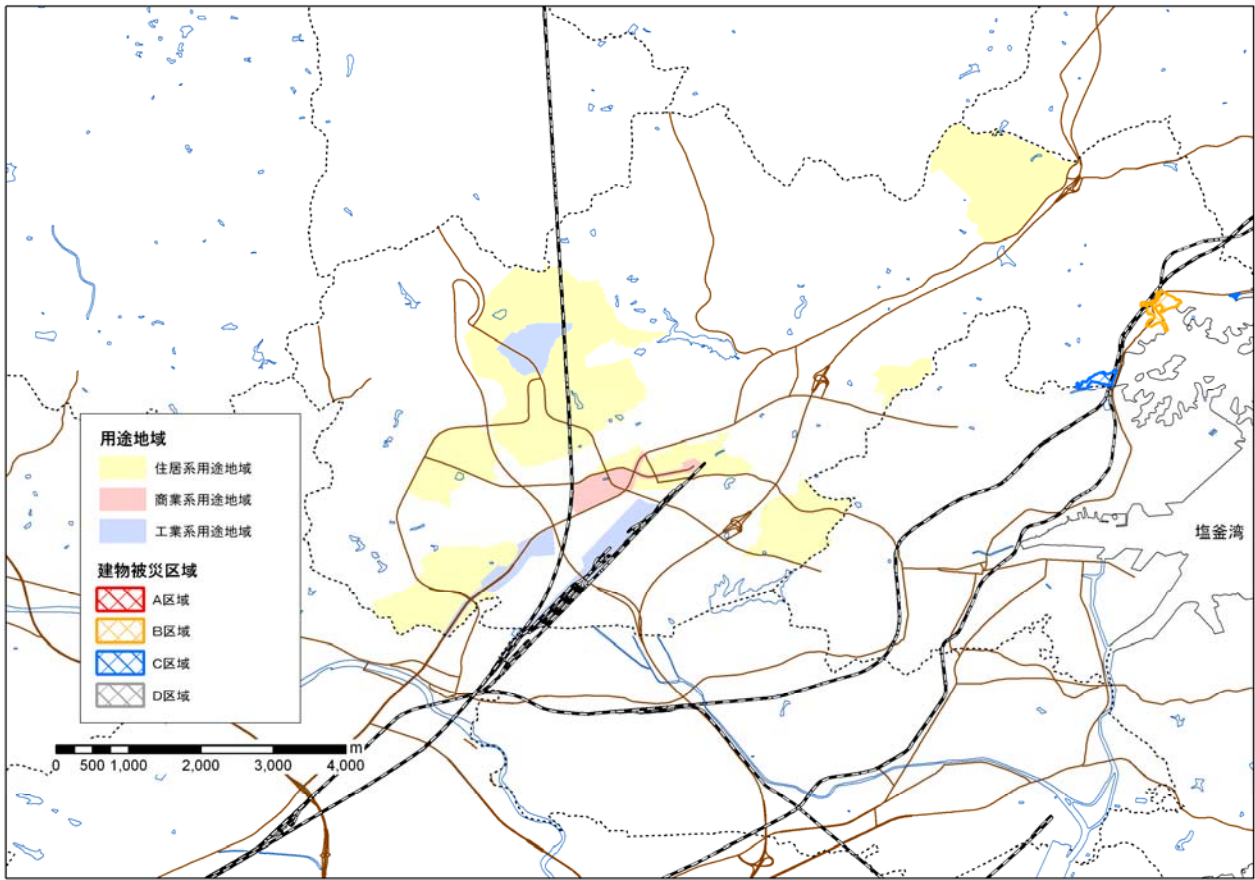 用途地域
住居系用途地域
商業系用途地域
工業系用途地域
建物被災区域
A区域
B区域
C区域
D区域
塩釜湾
m
0 500 1,000 2,000 3,000 4,000